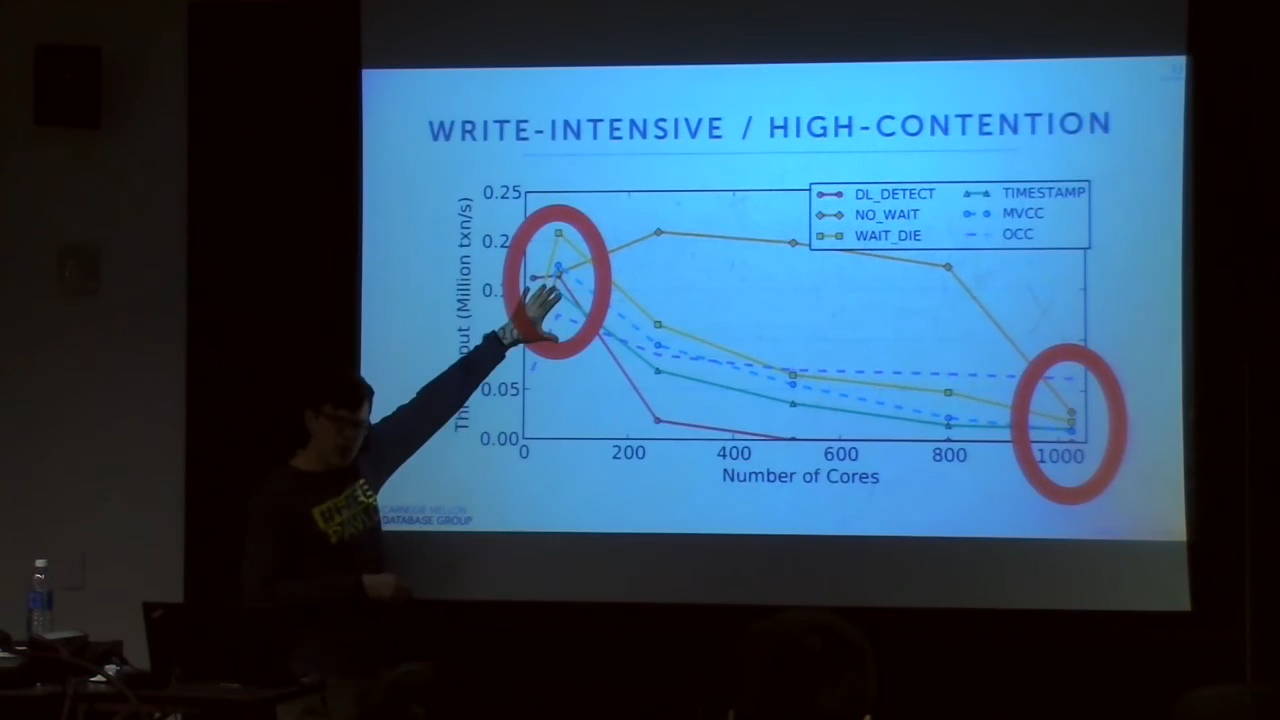 WRITE-INTENSIVE / HIGH-CONTENTION
0.25
0.2
0.1
0.05
0.00
DL_DETECT
NO_WAIT
WAIT_DIE
TIMESTAMP
MVCC
OCC
put (Million txn/s)
0 200 400 600 800 1000
Number of Cores
CARNEGIE MELLON
DATABASE GROUP